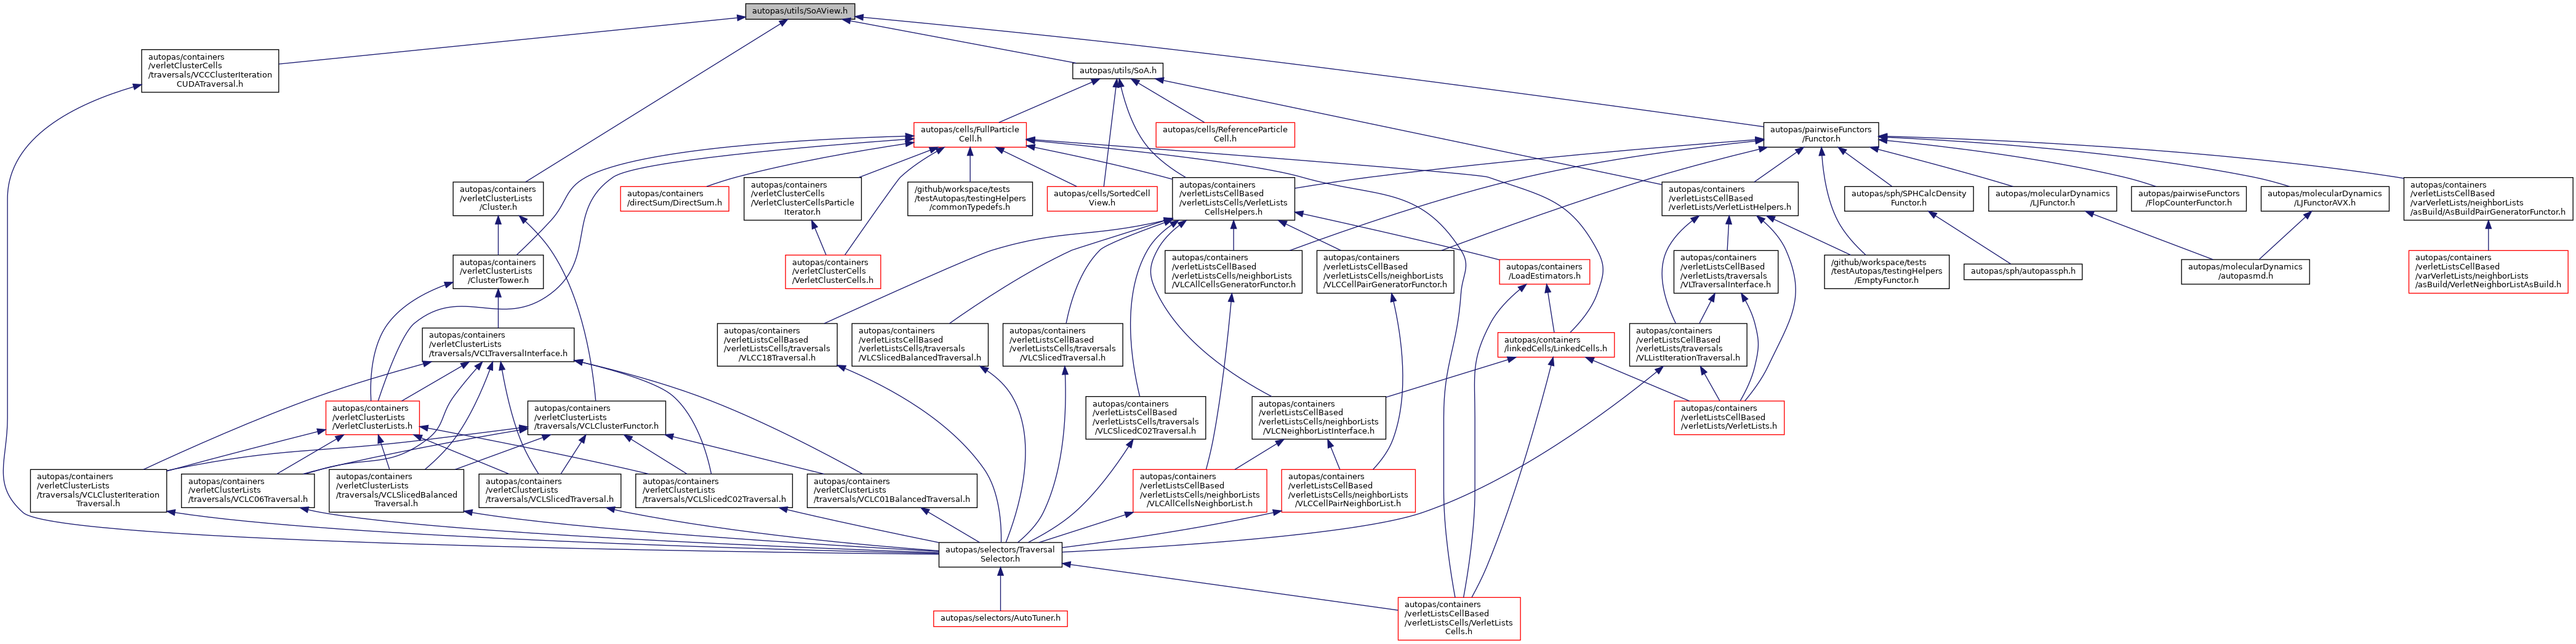 autopas/utils/SoAView.h
autopas/containers
/verletClusterCells
/traversals/VCCClusterIteration
CUDATraversal.h
autopas/utils/SoA.h
autopas/cells/FullParticle
Cell.h
autopas/cells/ReferenceParticle
Cell.h
autopas/pairwiseFunctors
/Functor.h
autopas/containers
/verletClusterLists
/Cluster.h
autopas/containers
/directSum/DirectSum.h
autopas/containers
/verletClusterCells
/VerletClusterCellsParticle
Iterator.h
/github/workspace/tests
/testAutopas/testingHelpers
/commonTypedefs.h
autopas/cells/SortedCell
View.h
autopas/containers
/verletListsCellBased
/verletListsCells/VerletLists
CellsHelpers.h
autopas/containers
/verletListsCellBased
/verletLists/VerletListHelpers.h
autopas/sph/SPHCalcDensity
Functor.h
autopas/molecularDynamics
/LJFunctor.h
autopas/pairwiseFunctors
/FlopCounterFunctor.h
autopas/molecularDynamics
/LJFunctorAVX.h
autopas/containers
/verletListsCellBased
/varVerletLists/neighborLists
/asBuild/AsBuildPairGeneratorFunctor.h
autopas/containers
/verletClusterLists
/ClusterTower.h
autopas/containers
/verletClusterCells
/VerletClusterCells.h
autopas/containers
/verletListsCellBased
/verletListsCells/neighborLists
/VLCAllCellsGeneratorFunctor.h
autopas/containers
/verletListsCellBased
/verletListsCells/neighborLists
/VLCCellPairGeneratorFunctor.h
autopas/containers
/LoadEstimators.h
autopas/containers
/verletListsCellBased
/verletLists/traversals
/VLTraversalInterface.h
/github/workspace/tests
/testAutopas/testingHelpers
/EmptyFunctor.h
autopas/sph/autopassph.h
autopas/molecularDynamics
/autopasmd.h
autopas/containers
/verletListsCellBased
/varVerletLists/neighborLists
/asBuild/VerletNeighborListAsBuild.h
autopas/containers
/verletClusterLists
/traversals/VCLTraversalInterface.h
autopas/containers
/verletListsCellBased
/verletListsCells/traversals
/VLCC18Traversal.h
autopas/containers
/verletListsCellBased
/verletListsCells/traversals
/VLCSlicedBalancedTraversal.h
autopas/containers
/verletListsCellBased
/verletListsCells/traversals
/VLCSlicedTraversal.h
autopas/containers
/linkedCells/LinkedCells.h
autopas/containers
/verletListsCellBased
/verletLists/traversals
/VLListIterationTraversal.h
autopas/containers
/verletClusterLists
/VerletClusterLists.h
autopas/containers
/verletClusterLists
/traversals/VCLClusterFunctor.h
autopas/containers
/verletListsCellBased
/verletListsCells/traversals
/VLCSlicedC02Traversal.h
autopas/containers
/verletListsCellBased
/verletListsCells/neighborLists
/VLCNeighborListInterface.h
autopas/containers
/verletListsCellBased
/verletLists/VerletLists.h
autopas/containers
/verletClusterLists
/traversals/VCLClusterIteration
Traversal.h
autopas/containers
/verletClusterLists
/traversals/VCLC06Traversal.h
autopas/containers
/verletClusterLists
/traversals/VCLSlicedBalanced
Traversal.h
autopas/containers
/verletClusterLists
/traversals/VCLSlicedTraversal.h
autopas/containers
/verletClusterLists
/traversals/VCLSlicedC02Traversal.h
autopas/containers
/verletClusterLists
/traversals/VCLC01BalancedTraversal.h
autopas/containers
/verletListsCellBased
/verletListsCells/neighborLists
/VLCAllCellsNeighborList.h
autopas/containers
/verletListsCellBased
/verletListsCells/neighborLists
/VLCCellPairNeighborList.h
autopas/selectors/Traversal
Selector.h
autopas/selectors/AutoTuner.h
autopas/containers
/verletListsCellBased
/verletListsCells/VerletLists
Cells.h